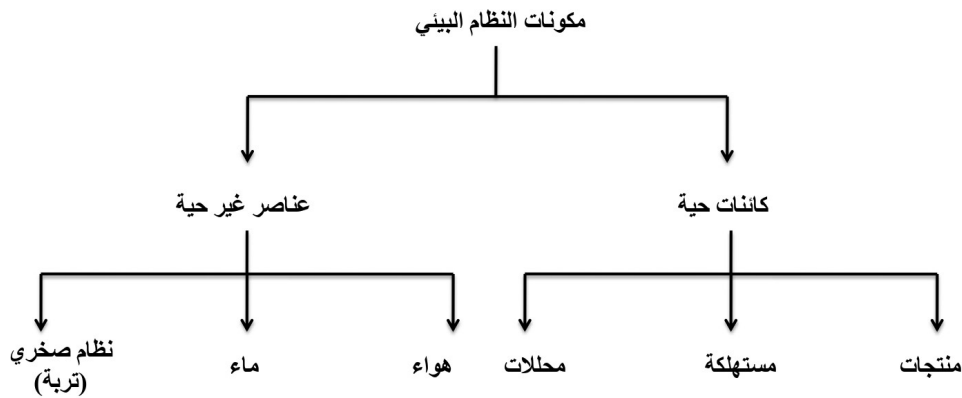 مكونات النظام البيئي
كائنات حية
عناصر غير حية
منتجات
مستهلكة
محللات
هواء
ماء
نظام صخري
(تربة)